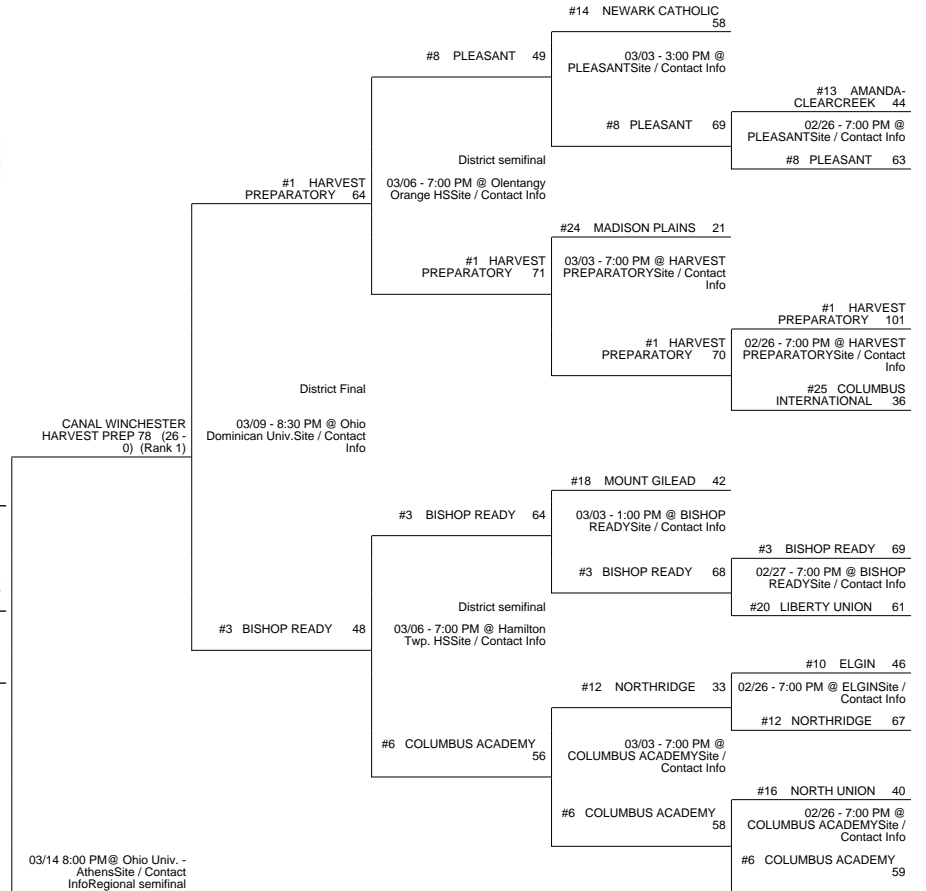 #14 NEWARK CATHOLIC
58
#8 PLEASANT 49
03/03 - 3:00 PM @
PLEASANTSite / Contact Info
#13 AMANDA-
CLEARCREEK 44
#8 PLEASANT 69
02/26 - 7:00 PM @
PLEASANTSite / Contact Info
#8 PLEASANT 63
District semifinal
#1 HARVEST
PREPARATORY 64
03/06 - 7:00 PM @ Olentangy
Orange HSSite / Contact Info
#24 MADISON PLAINS 21
#1 HARVEST
PREPARATORY 71
03/03 - 7:00 PM @ HARVEST
PREPARATORYSite / Contact
Info
#1 HARVEST
PREPARATORY 101
#1 HARVEST
PREPARATORY 70
02/26 - 7:00 PM @ HARVEST
PREPARATORYSite / Contact
Info
#25 COLUMBUS
INTERNATIONAL 36
District Final
CANAL WINCHESTER
HARVEST PREP 78 (26 -
0) (Rank 1)
03/09 - 8:30 PM @ Ohio
Dominican Univ.Site / Contact
Info
#18 MOUNT GILEAD 42
#3 BISHOP READY 64
03/03 - 1:00 PM @ BISHOP
READYSite / Contact Info
#3 BISHOP READY 69
#3 BISHOP READY 68
02/27 - 7:00 PM @ BISHOP
READYSite / Contact Info
#20 LIBERTY UNION 61
District semifinal
#3 BISHOP READY 48
03/06 - 7:00 PM @ Hamilton
Twp. HSSite / Contact Info
#10 ELGIN 46
#12 NORTHRIDGE 33
02/26 - 7:00 PM @ ELGINSite /
Contact Info
#12 NORTHRIDGE 67
#6 COLUMBUS ACADEMY
56
03/03 - 7:00 PM @
COLUMBUS ACADEMYSite /
Contact Info
#16 NORTH UNION 40
#6 COLUMBUS ACADEMY
58
02/26 - 7:00 PM @
COLUMBUS ACADEMYSite /
Contact Info
#6 COLUMBUS ACADEMY
59
03/14 8:00 PM@ Ohio Univ. -
AthensSite / Contact
InfoRegional semifinal